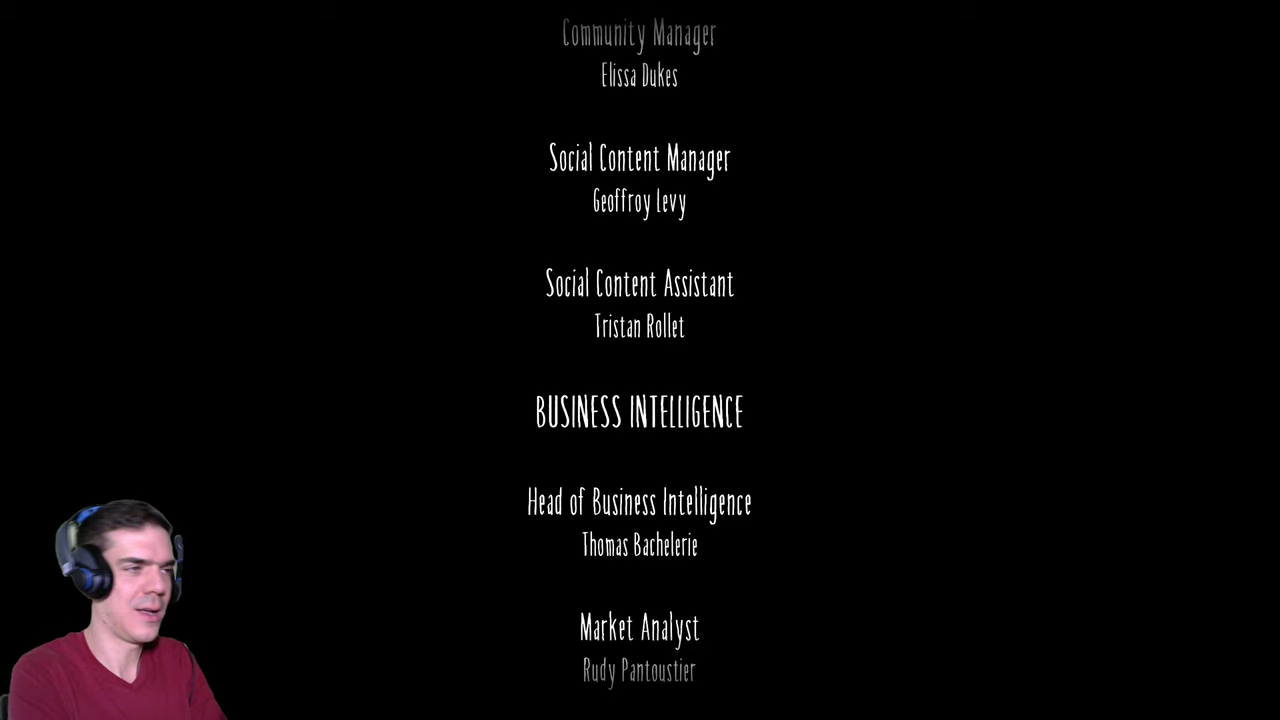 Community Manager
Elissa Dukes
Social Content Manager
Geoffroy Levy
Social Content Assistant
Tristan Rollet
BUSINESS INTELLIGENCE
Head of Business Intelligence
Thomas Bachelerie
Market Analyst
Rudy Pantoustier